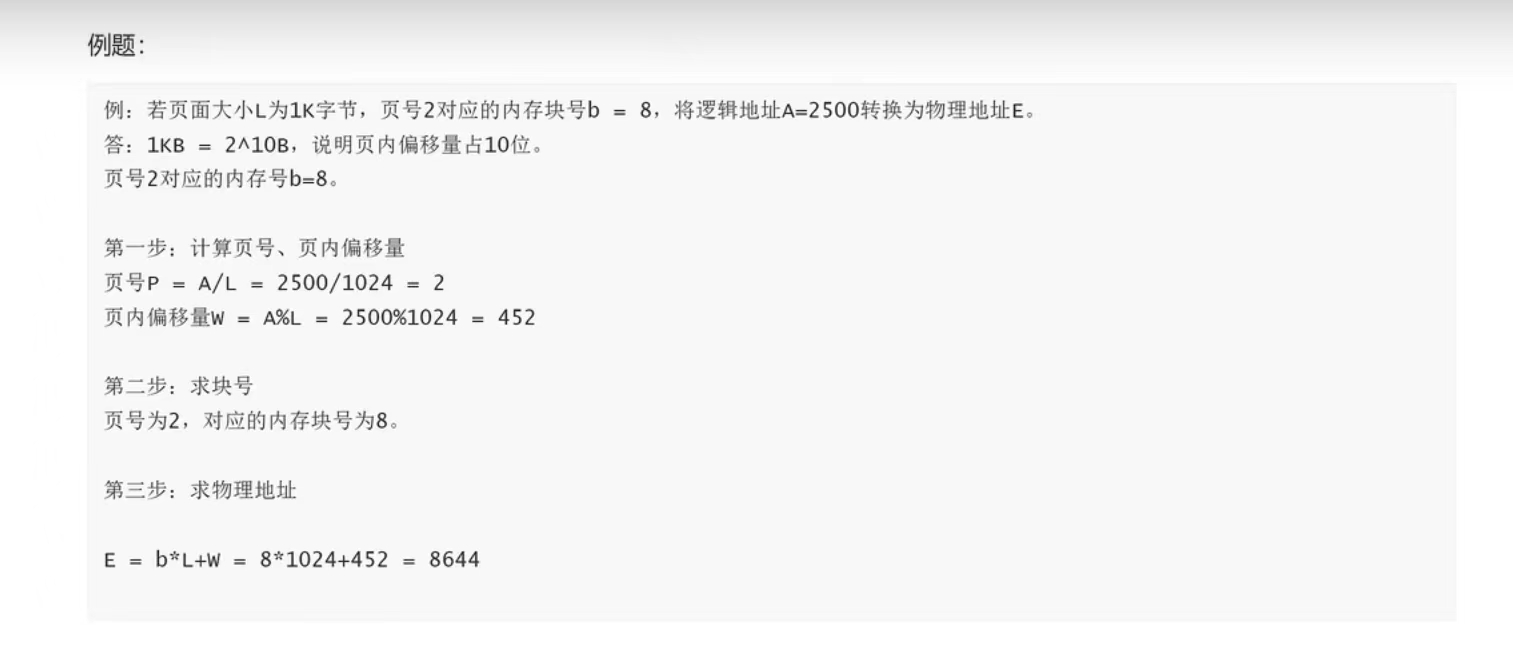 例题：
例：若页面大小L为1K字节，页号2对应的内存块号b = 8，将逻辑地址A=2500转换为物理地址E。
答：1KB = 2^10B，说明页内偏移量占10位。
页号2对应的内存号b=8。
第一步：计算页号、页内偏移量
页号P = A/L = 2500/1024 = 2
页内偏移量W = A%L = 2500%1024 = 452
第二步：求块号
页号为2，对应的内存块号为8。
第三步：求物理地址
E = b*L+W = 8*1024+452 = 8644